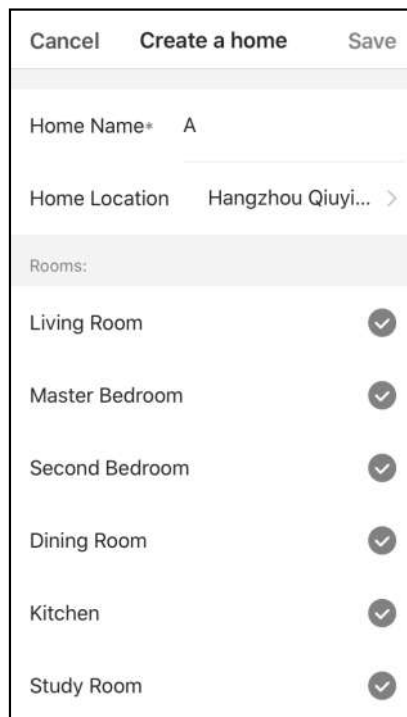 Cancel Create a home Save
Home Name* A
Home Location Hangzhou Qiuyi...
Rooms:
Living Room
Master Bedroom
Second Bedroom
Dining Room
Kitchen
Study Room